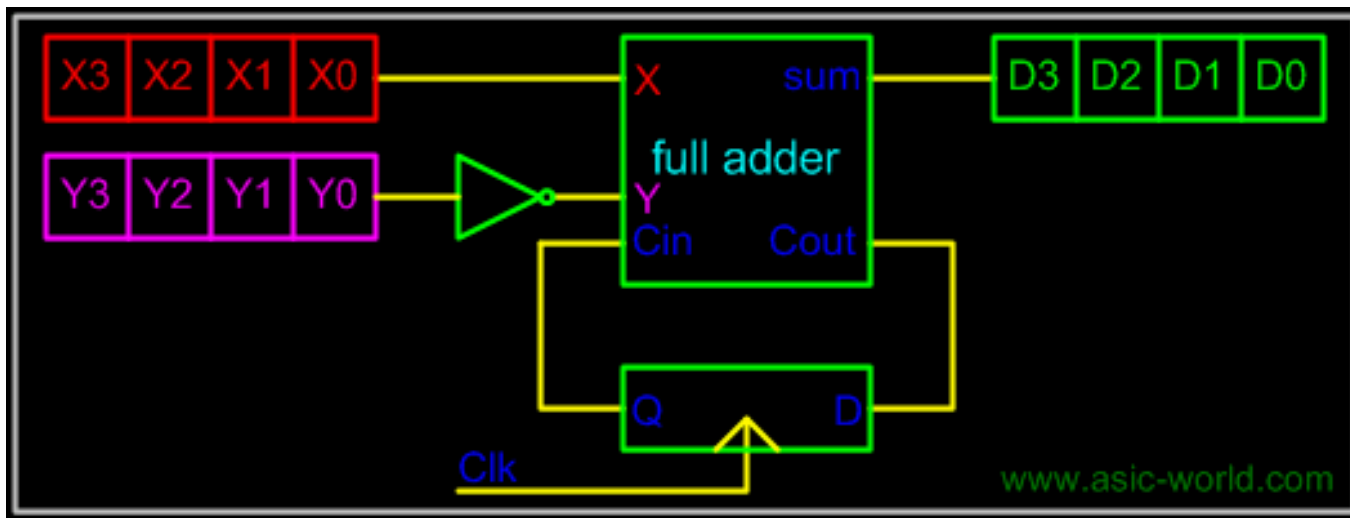 X3 X2 X1 X0
X
sum
D3 D2 D1 D0
full adder
Y3 Y2 Y1 Y0
Y
Cin
Cout
Q
D
Clk
www.asic-world.com